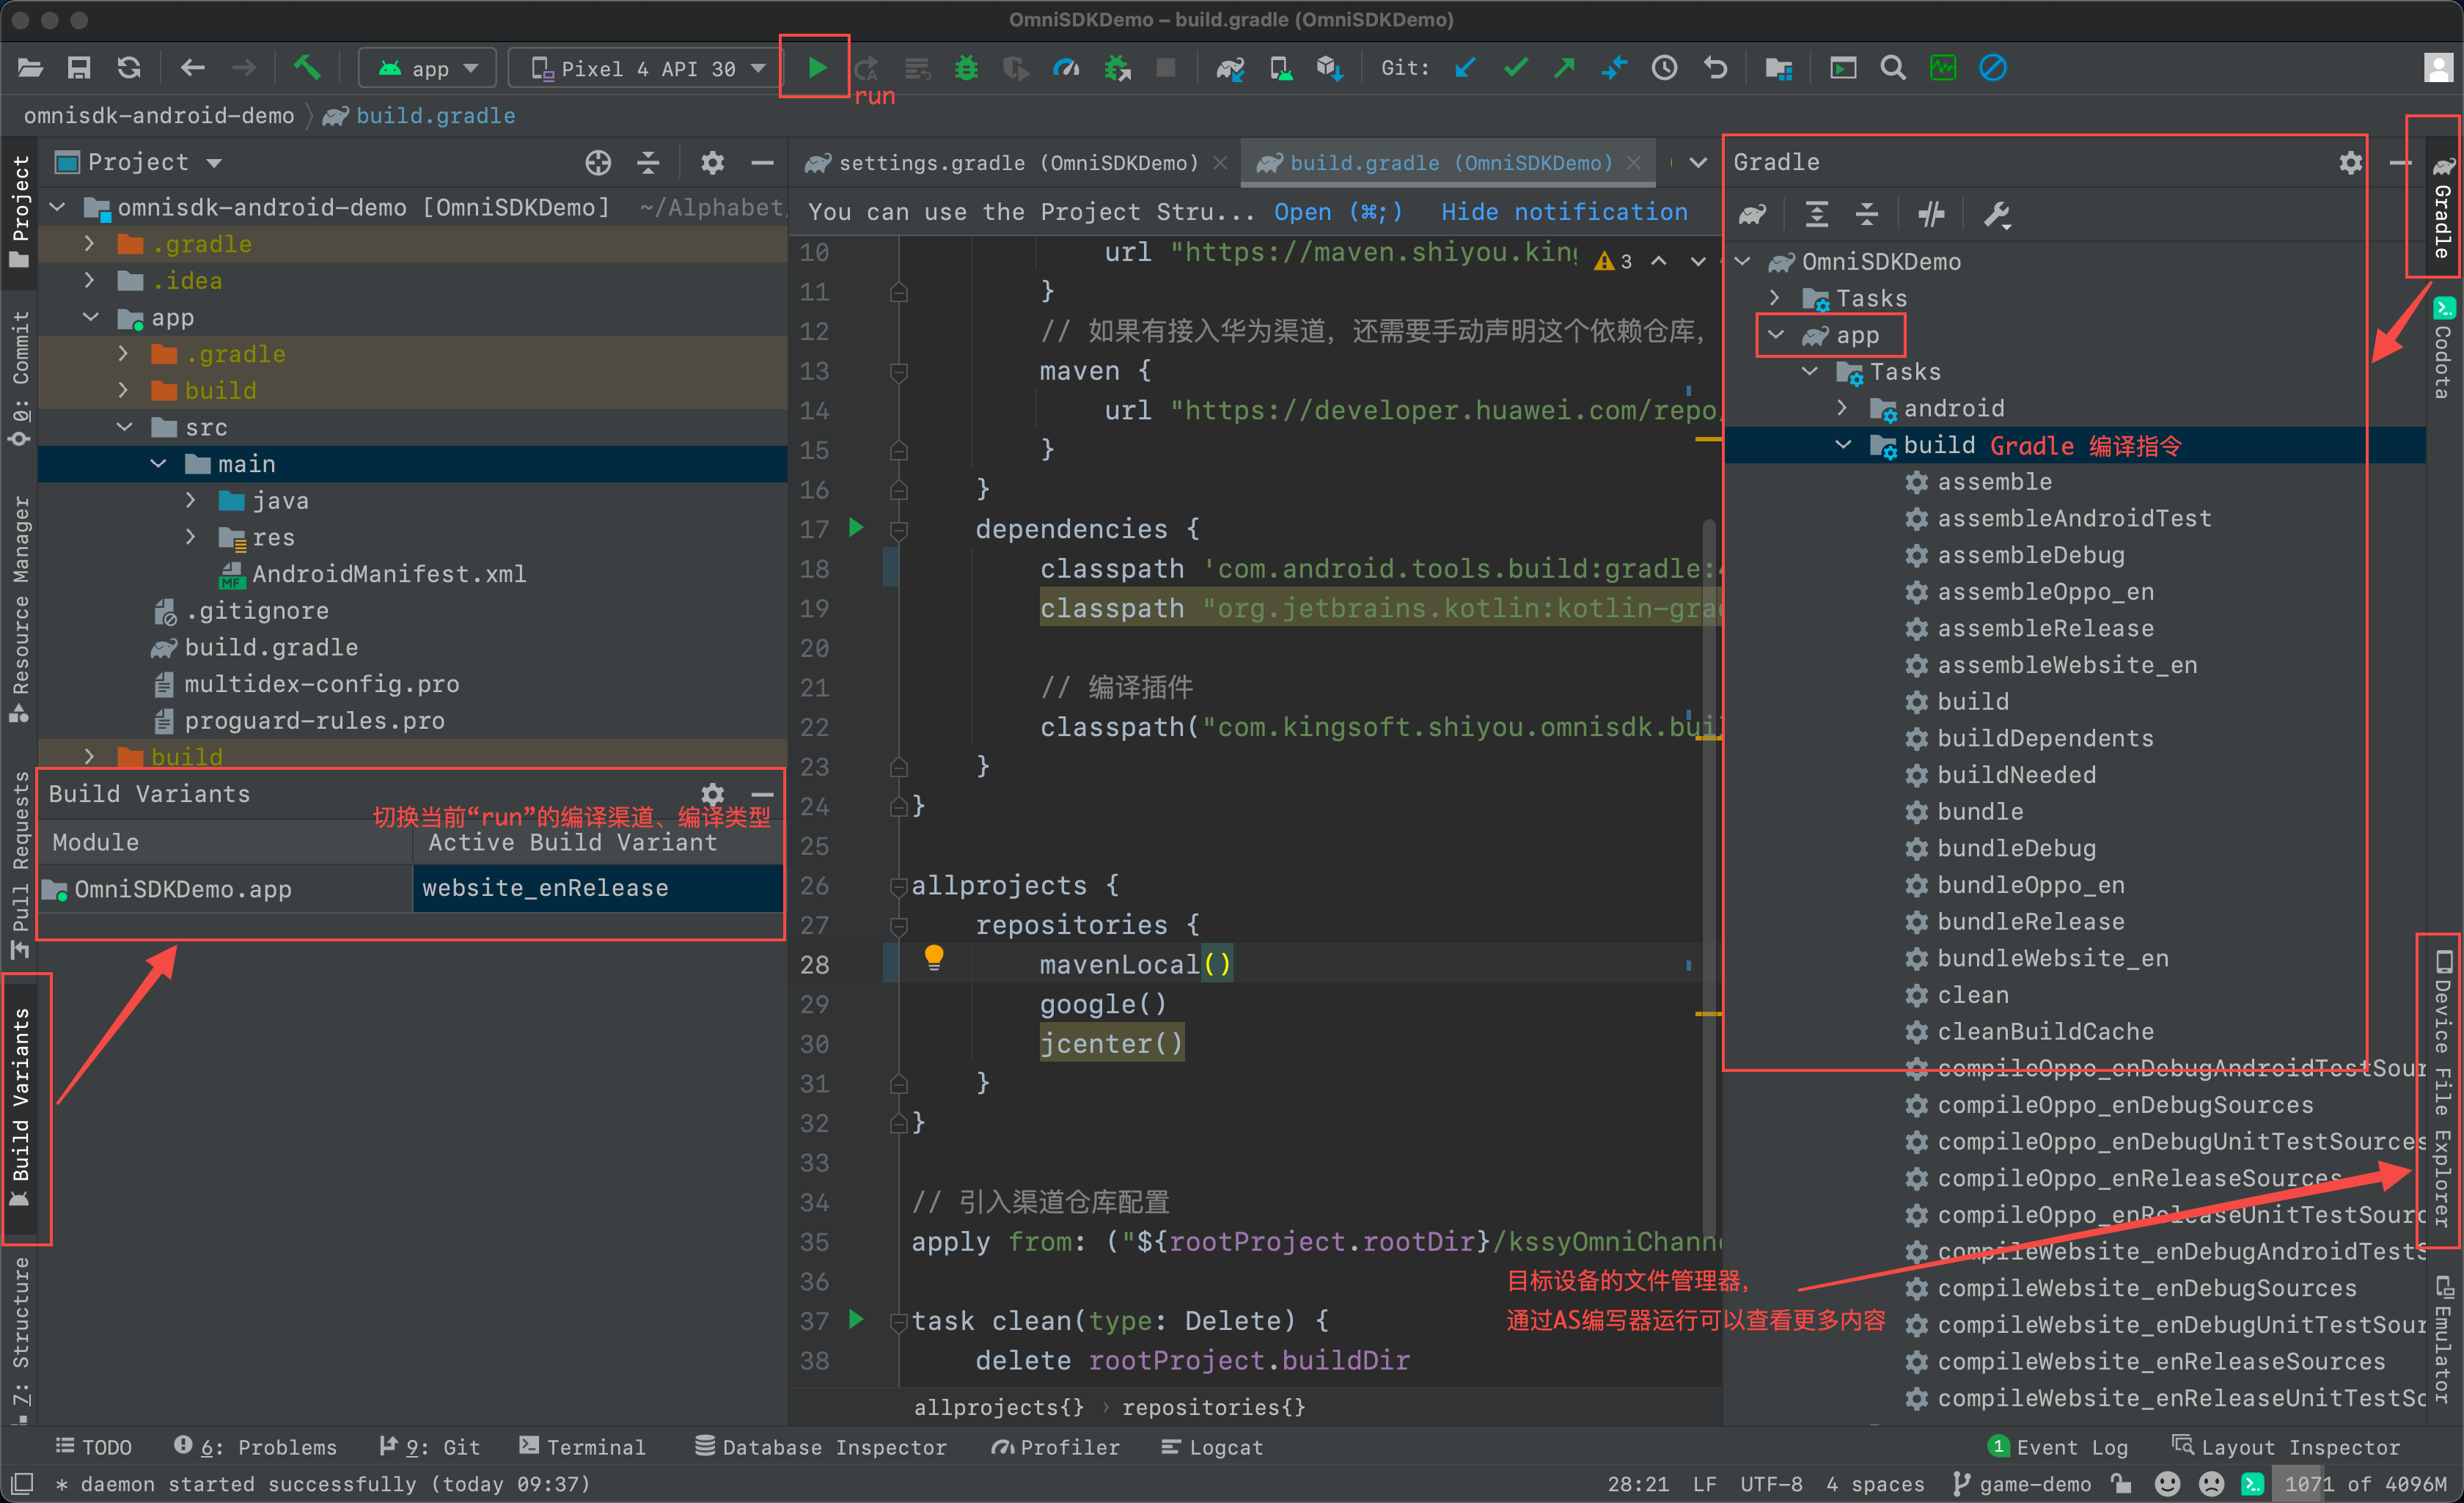 OmniSDKDemo – build.gradle (OmniSDKDemo)
app
Pixel 4 API 30
Git:
run
omnisdk-android-demo
build.gradle
Project
settings.gradle (OmniSDKDemo)
build.gradle (OmniSDKDemo)
Gradle
Project
0: Commit
Resource Manager
Pull Requests
Build Variants
7: Structure
omnisdk-android-demo [OmniSDKDemo] ~/Alphabet/
.gradle
.idea
app
.gradle
build
src
main
java
res
AndroidManifest.xml
.gitignore
build.gradle
multidex-config.pro
proguard-rules.pro
build
Build Variants
切换当前“run”的编译渠道、编译类型
Module
Active Build Variant
OmniSDKDemo.app
website_enRelease
You can use the Project Stru... Open (⌘;) Hide notification
3
10 url "https://maven.shiyou.king
11 }
12 // 如果有接入华为渠道，还需要手动声明这个依赖仓库，
13 maven {
14 url "https://developer.huawei.com/repo/
15 }
16 }
17 dependencies {
18 classpath 'com.android.tools.build:gradle:4
19 classpath "org.jetbrains.kotlin:kotlin-grad
20
21 // 编译插件
22 classpath("com.kingsoft.shiyou.omnisdk.buil
23 }
24 }
25
26 allprojects {
27 repositories {
28 mavenLocal()
29 google()
30 jcenter()
31 }
32 }
33
34 // 引入渠道仓库配置
35 apply from: ("${rootProject.rootDir}/kssyOmniChanne
36
37 task clean(type: Delete) {
38 delete rootProject.buildDir
目标设备的文件管理器，
通过AS编写器运行可以查看更多内容
allprojects{} › repositories{}
OmniSDKDemo
Tasks
app
Tasks
android
build
Gradle 编译指令
assemble
assembleAndroidTest
assembleDebug
assembleOppo_en
assembleRelease
assembleWebsite_en
build
buildDependents
buildNeeded
bundle
bundleDebug
bundleOppo_en
bundleRelease
bundleWebsite_en
clean
cleanBuildCache
compileOppo_enDebugAndroidTestSour
compileOppo_enDebugSources
compileOppo_enDebugUnitTestSources
compileOppo_enReleaseSources
compileOppo_enReleaseUnitTestSourc
compileWebsite_enDebugAndroidTestS
compileWebsite_enDebugSources
compileWebsite_enDebugUnitTestSour
compileWebsite_enReleaseSources
compileWebsite_enReleaseUnitTestSo
Gradle
Codota
Device File Explorer
Emulator
TODO
6: Problems
9: Git
Terminal
Database Inspector
Profiler
Logcat
1 Event Log
Layout Inspector
* daemon started successfully (today 09:37)
28:21 LF UTF-8 4 spaces game-demo
1071 of 4096M